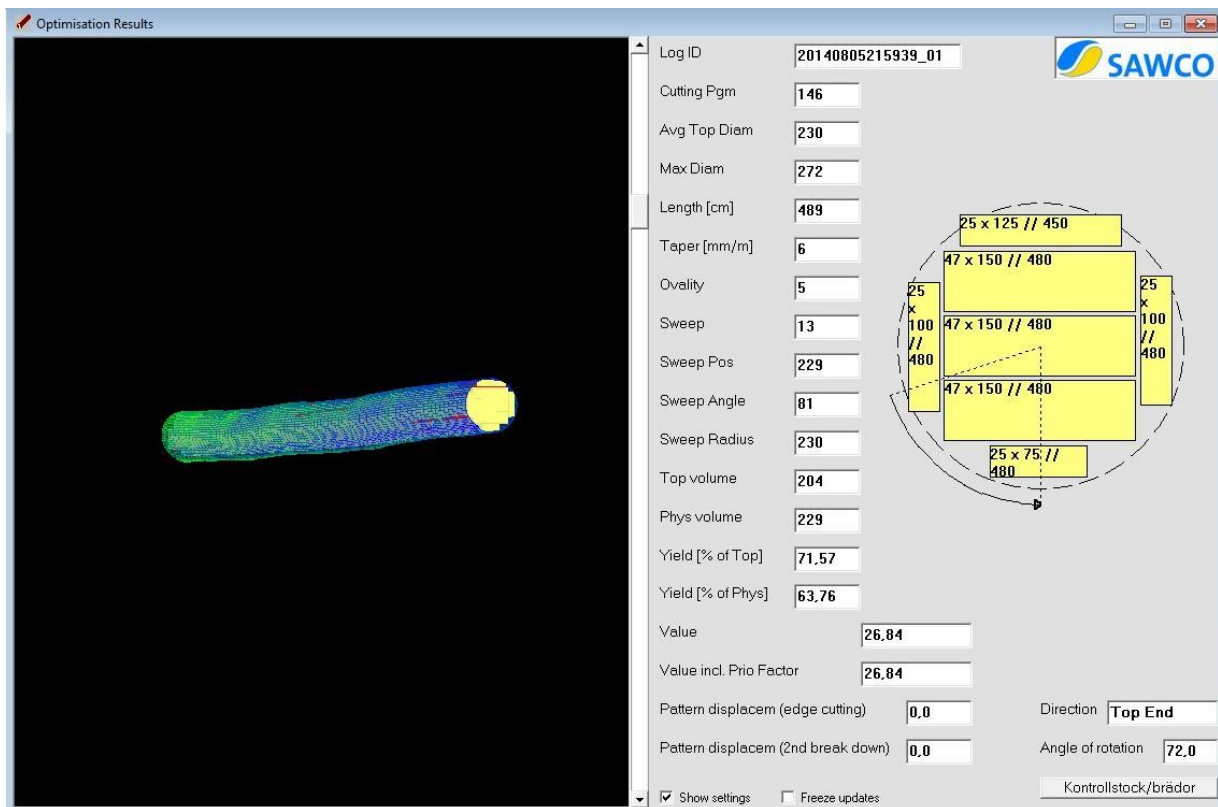 Optimisation Results
Log ID 20140805215939_01
SAWCO
Cutting Pgm 146
Avg Top Diam 230
Max Diam 272
Length [cm] 489
Taper [mm/m] 6
Ovality 5
Sweep 13
Sweep Pos 229
Sweep Angle 81
Sweep Radius 230
Top volume 204
Phys volume 229
Yield [% of Top] 71,57
Yield [% of Phys] 63,76
Value 26,84
Value incl. Prio Factor 26,84
Pattern displacem (edge cutting) 0,0
Pattern displacem (2nd break down) 0,0
Show settings
Freeze updates
25 x 125 // 450
47 x 150 // 480
25
x
100
//
480
47 x 150 // 480
25
x
100
//
480
47 x 150 // 480
25 x 75 //
480
Direction Top End
Angle of rotation 72,0
Kontrollstock/brädor